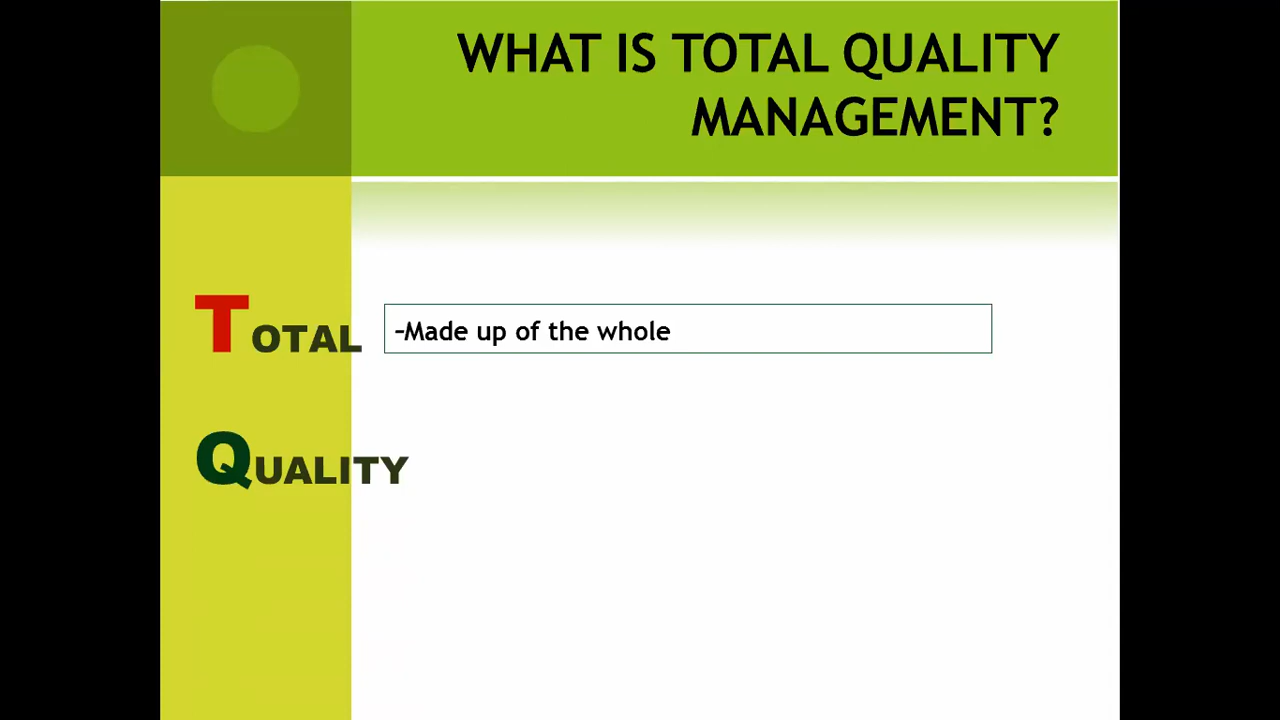 WHAT IS TOTAL QUALITY
MANAGEMENT?
TOTAL
-Made up of the whole
QUALITY